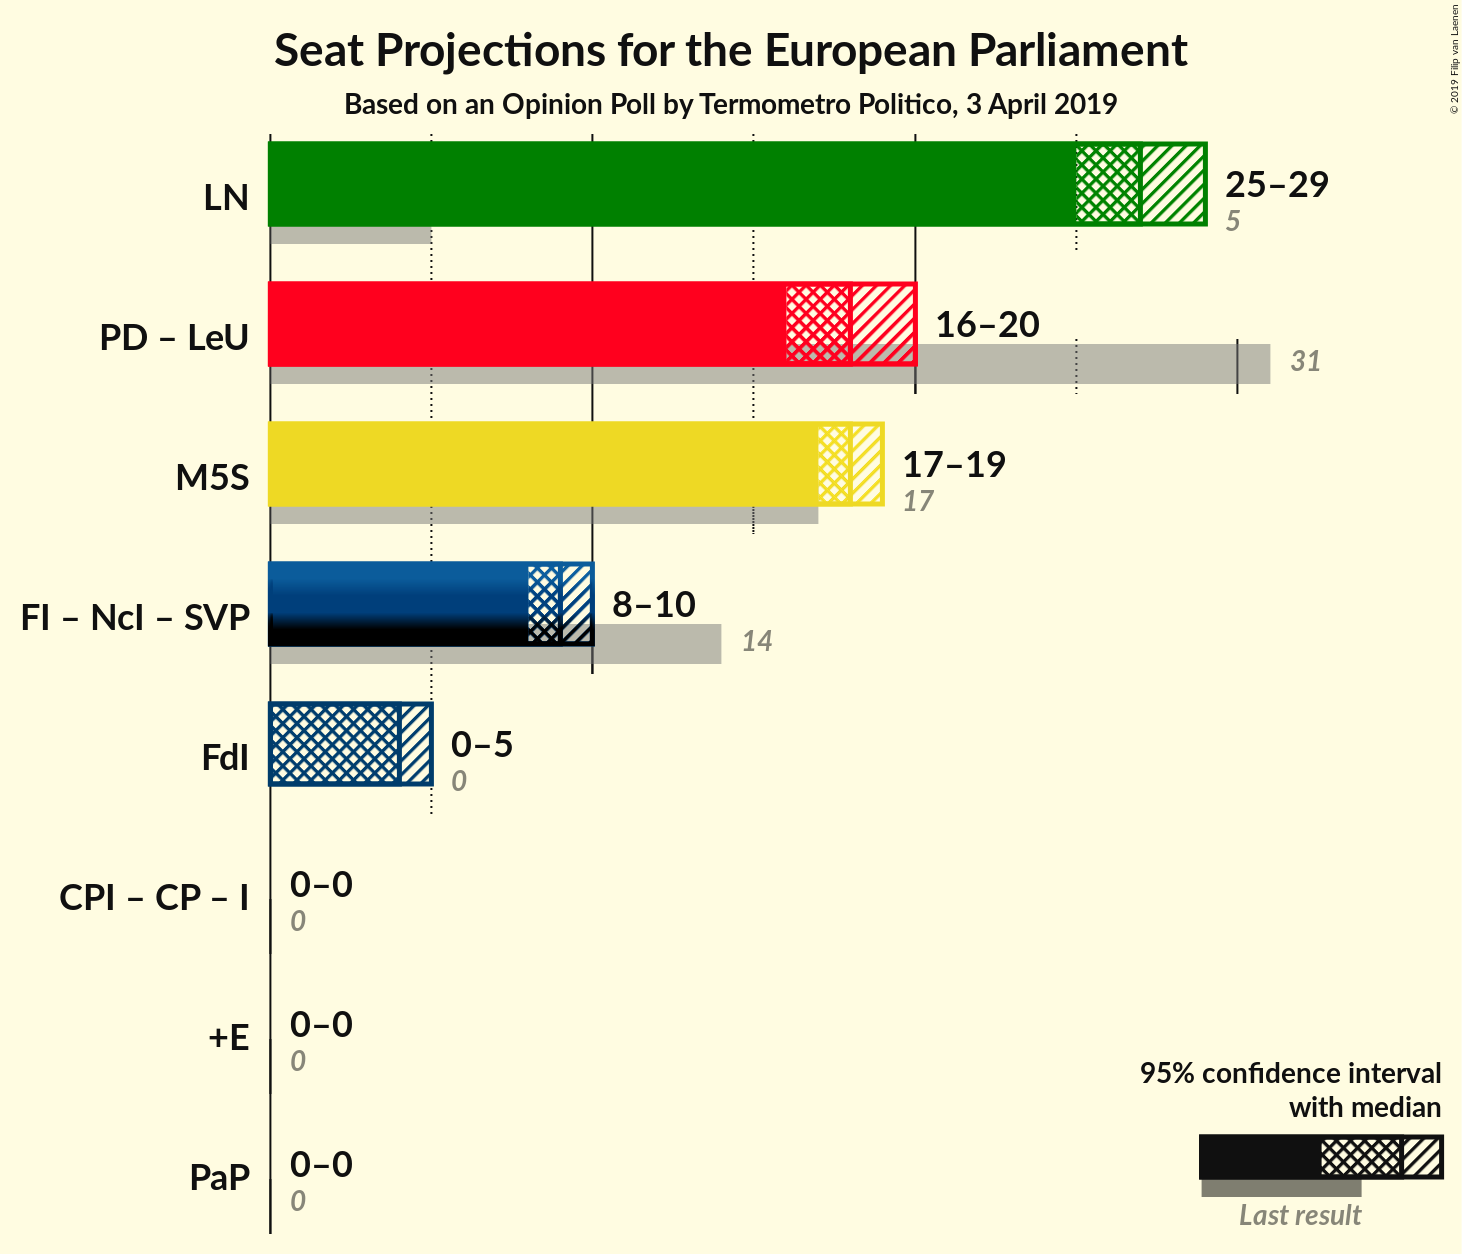 Seat Projections for the European Parliament
Based on an Opinion Poll by Termometro Politico, 3 April 2019
© 2019 Filip van Laenen
LN
25–29
5
PD – LeU
16–20
31
M5S
17–19
17
FI – NcI – SVP
8–10
14
FdI
0–5
0
CPI – CP – I
0–0
0
+E
0–0
0
PaP
0–0
0
95% confidence interval
with median
Last result